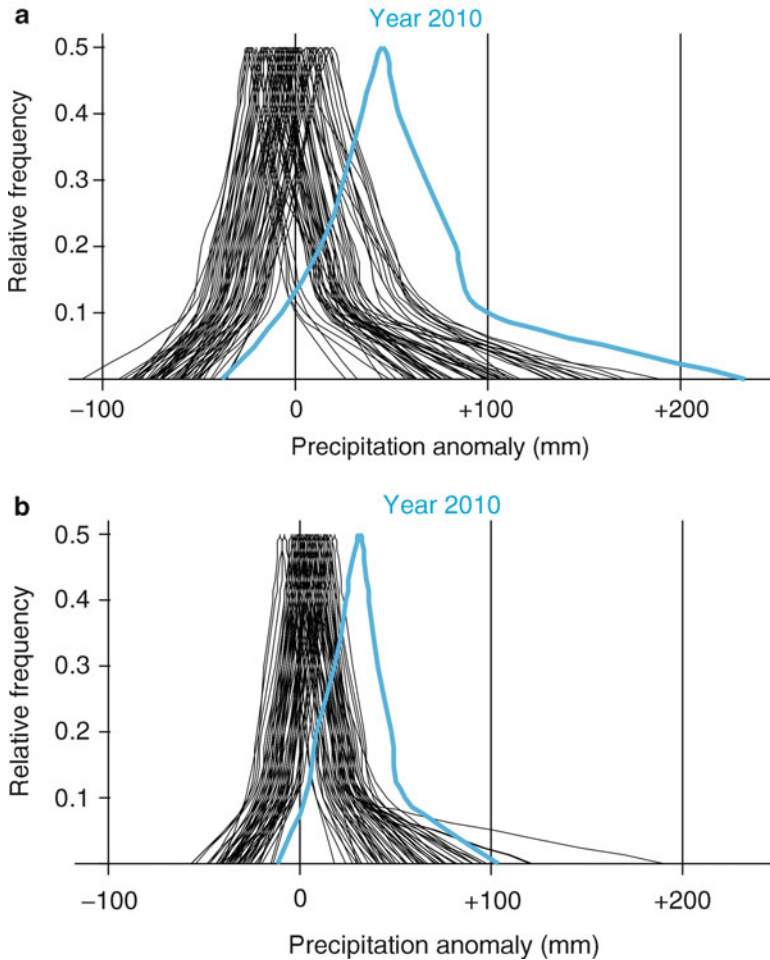 a
Year 2010
0.5
0.4
0.3
0.2
0.1
Relative frequency
−100
0
+100
+200
Precipitation anomaly (mm)
b
Year 2010
0.5
0.4
0.3
0.2
0.1
Relative frequency
−100
0
+100
+200
Precipitation anomaly (mm)